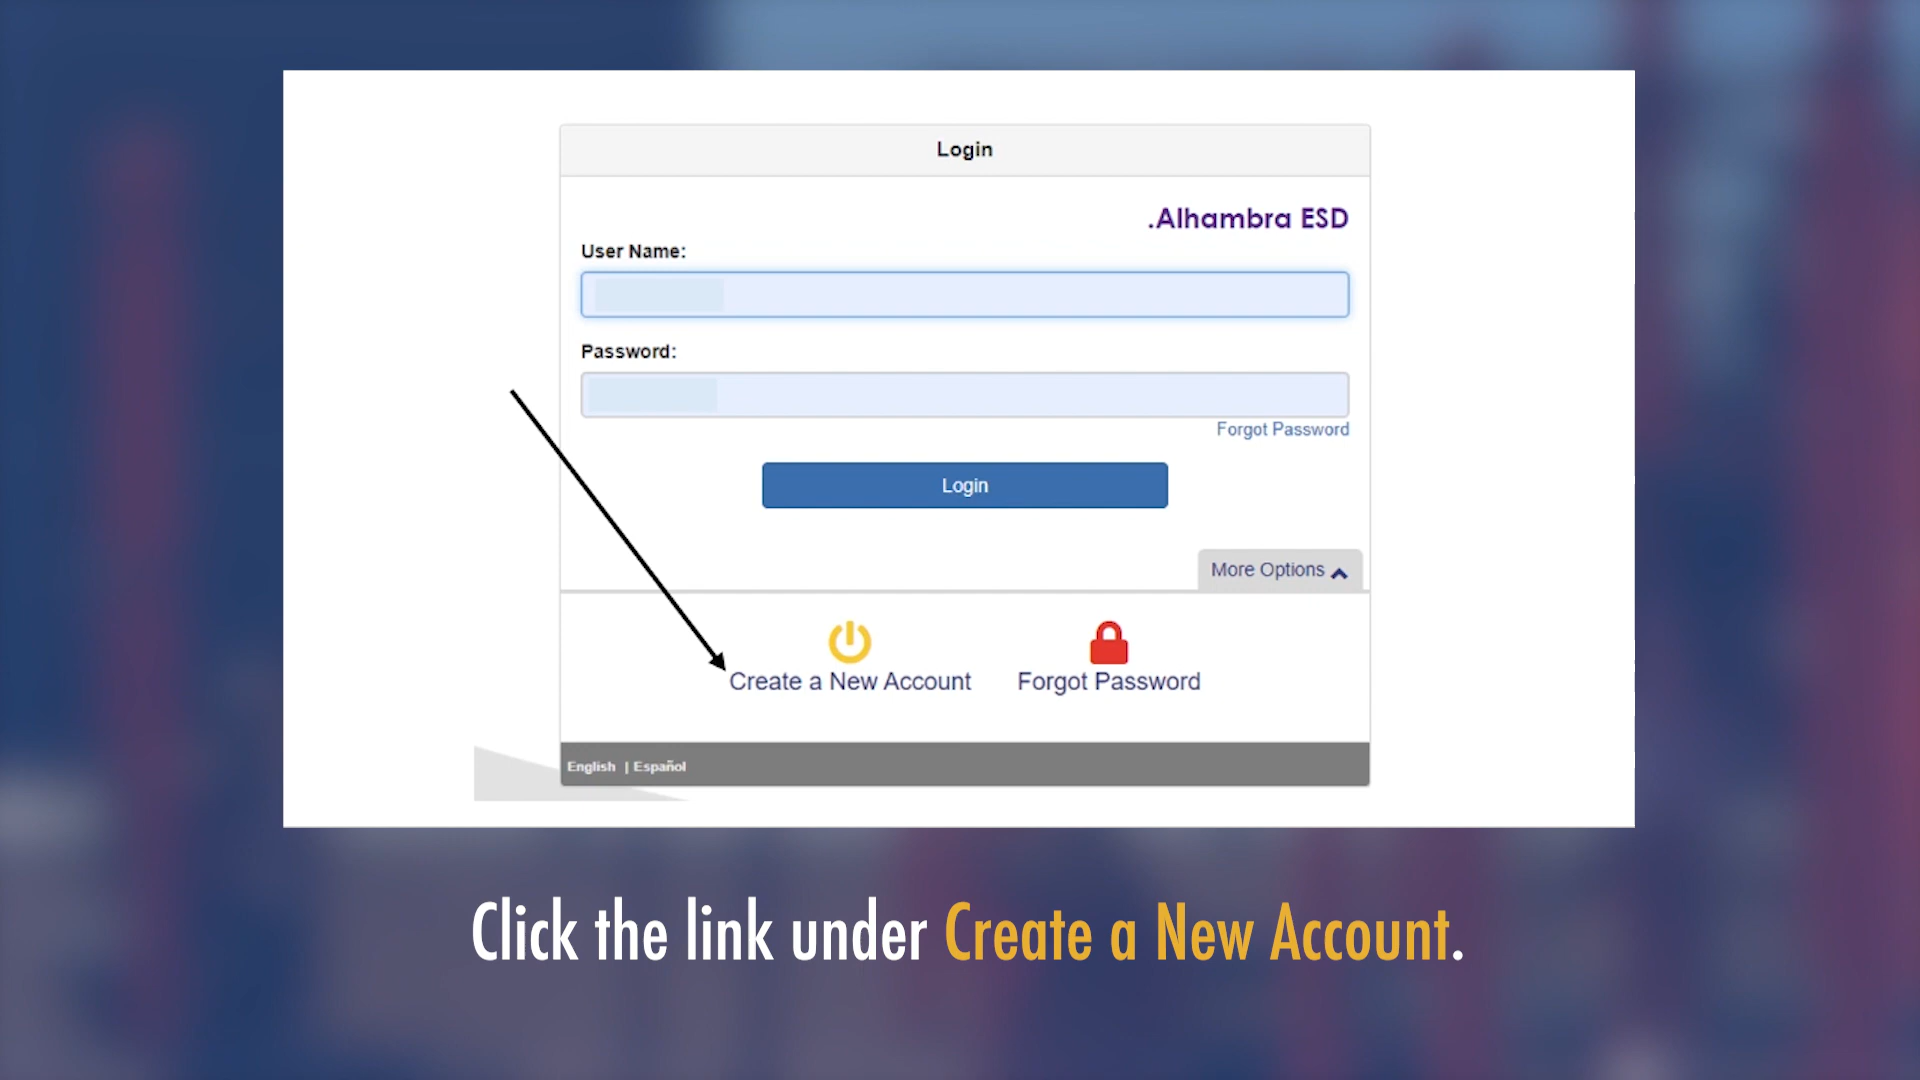 Login
.Alhambra ESD
User Name:
Password:
Forgot Password
Login
More Options
Create a New Account
Forgot Password
English | Español
Click the link under Create a New Account.